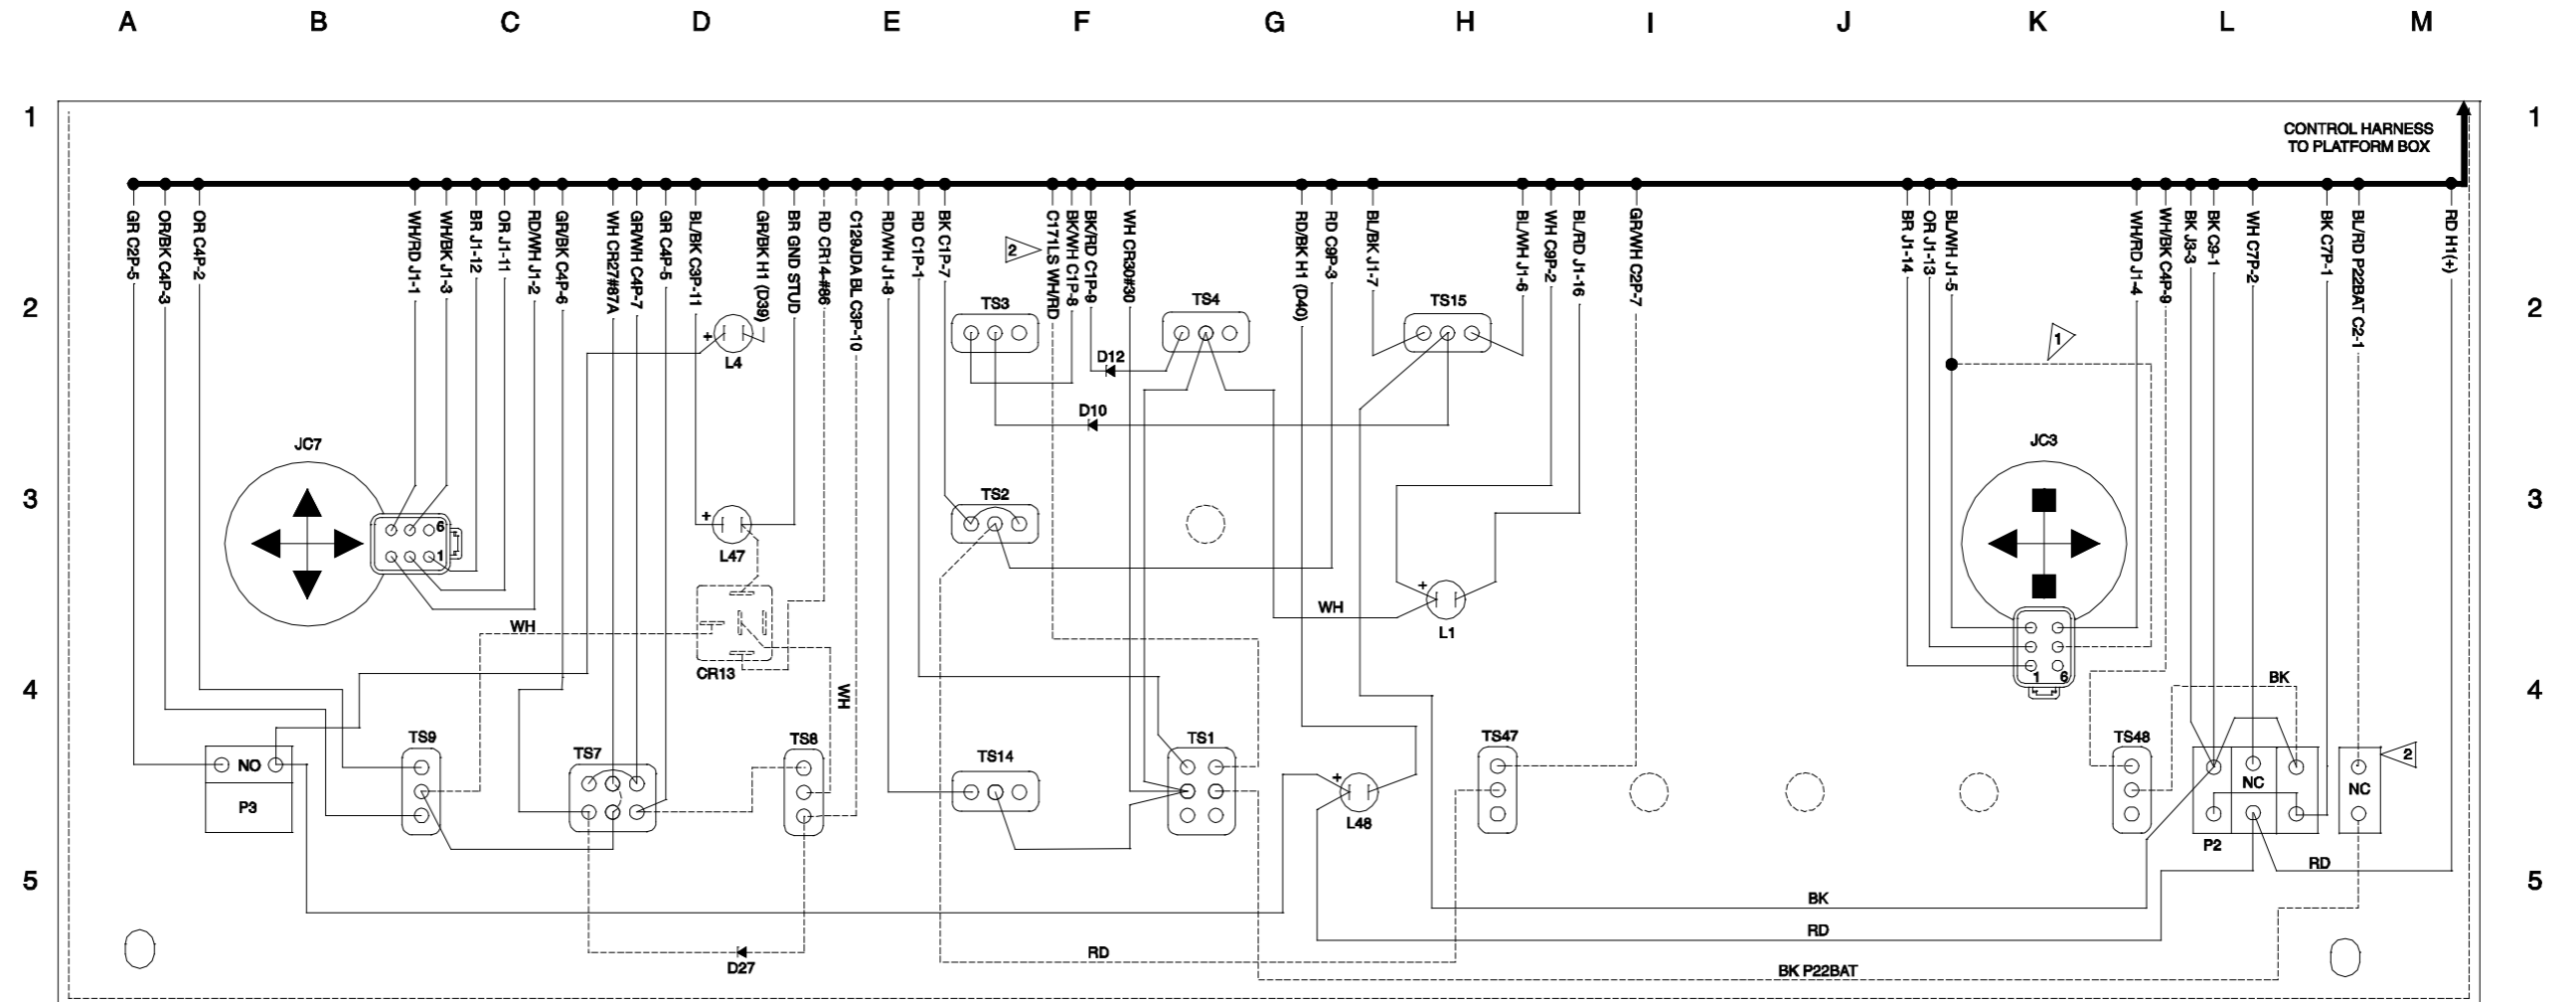 A B C D E F G H I J K L M
1 1
CONTROL HARNESS
TO PLATFORM BOX
GR C2P-5
OR/BK C4P-3
OR C4P-2
WH/RD J1-1
WH/BK J1-3
BR J1-12
OR J1-11
RD/WH J1-2
GR/BK C4P-6
WH CR27#87A
GR/WH C4P-7
GR C4P-5
BL/BK C3P-11
GR/BK H1 (D39)
BR GND STUD
RD CR14-#86
C129JDA BL C3P-10
RD/WH J1-8
RD C1P-1
BK C1P-7
C171LS WH/RD
BK/WH C1P-8
BK/RD C1P-9
WH CR30#30
RD/BK H1 (D40)
RD C9P-3
BL/BK J1-7
BL/WH J1-6
WH C9P-2
BL/RD J1-16
GR/WH C2P-7
BR J1-14
OR J1-13
BL/WH J1-5
WH/RD J1-4
WH/BK C4P-9
BK J3-3
BK C9-1
WH C7P-2
BK C7P-1
BL/RD P22BAT C2-1
RD H1(+)
2
2 2
TS3 TS4 TS15
+
L4
D12
1
D10
JC7 JC3
3 3
TS2
+
6
1
L47
+
WH
L1
WH
CR13
1 6
4 4
WH
BK
TS9 TS7 TS8 TS14 TS1 TS47 TS48
2
NO
P3
+
L48
NC
NC
P2
RD
5 5
BK
RD
RD
D27
BK P22BAT